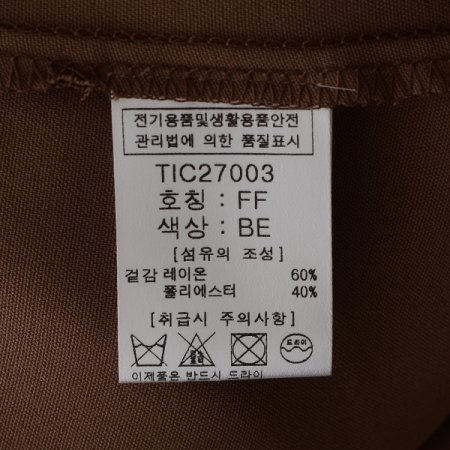 전기용품및생활용품안전
관리법에 의한 품질표시
TIC27003
호칭 : FF
색상 : BE
[섬유의 조성]
겉감 레이온 60%
폴리에스터 40%
[취급시 주의사항]
드라이
이제품은 반드시 드라이